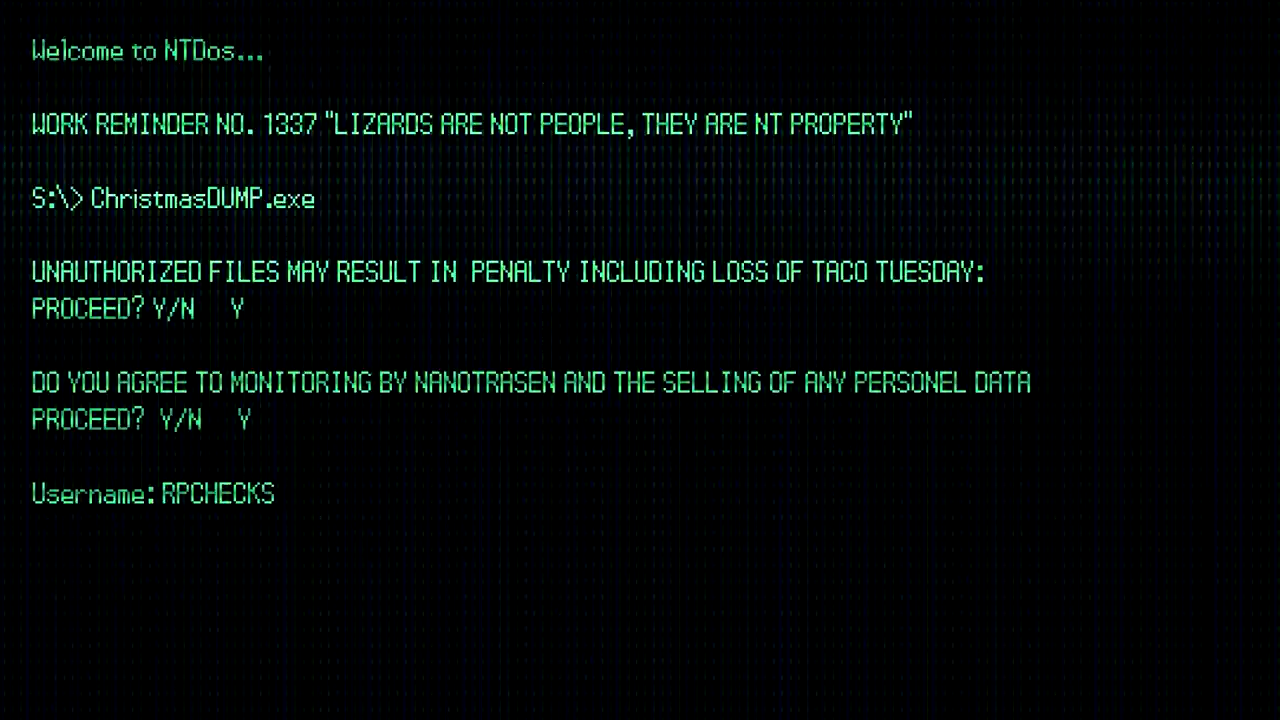 Welcome to NTDos...
WORK REMINDER NO. 1337 "LIZARDS ARE NOT PEOPLE, THEY ARE NT PROPERTY"
S:\> ChristmasDUMP.exe
UNAUTHORIZED FILES MAY RESULT IN PENALTY INCLUDING LOSS OF TACO TUESDAY:
PROCEED? Y/N Y
DO YOU AGREE TO MONITORING BY NANOTRASEN AND THE SELLING OF ANY PERSONEL DATA
PROCEED? Y/N Y
Username: RPCHECKS